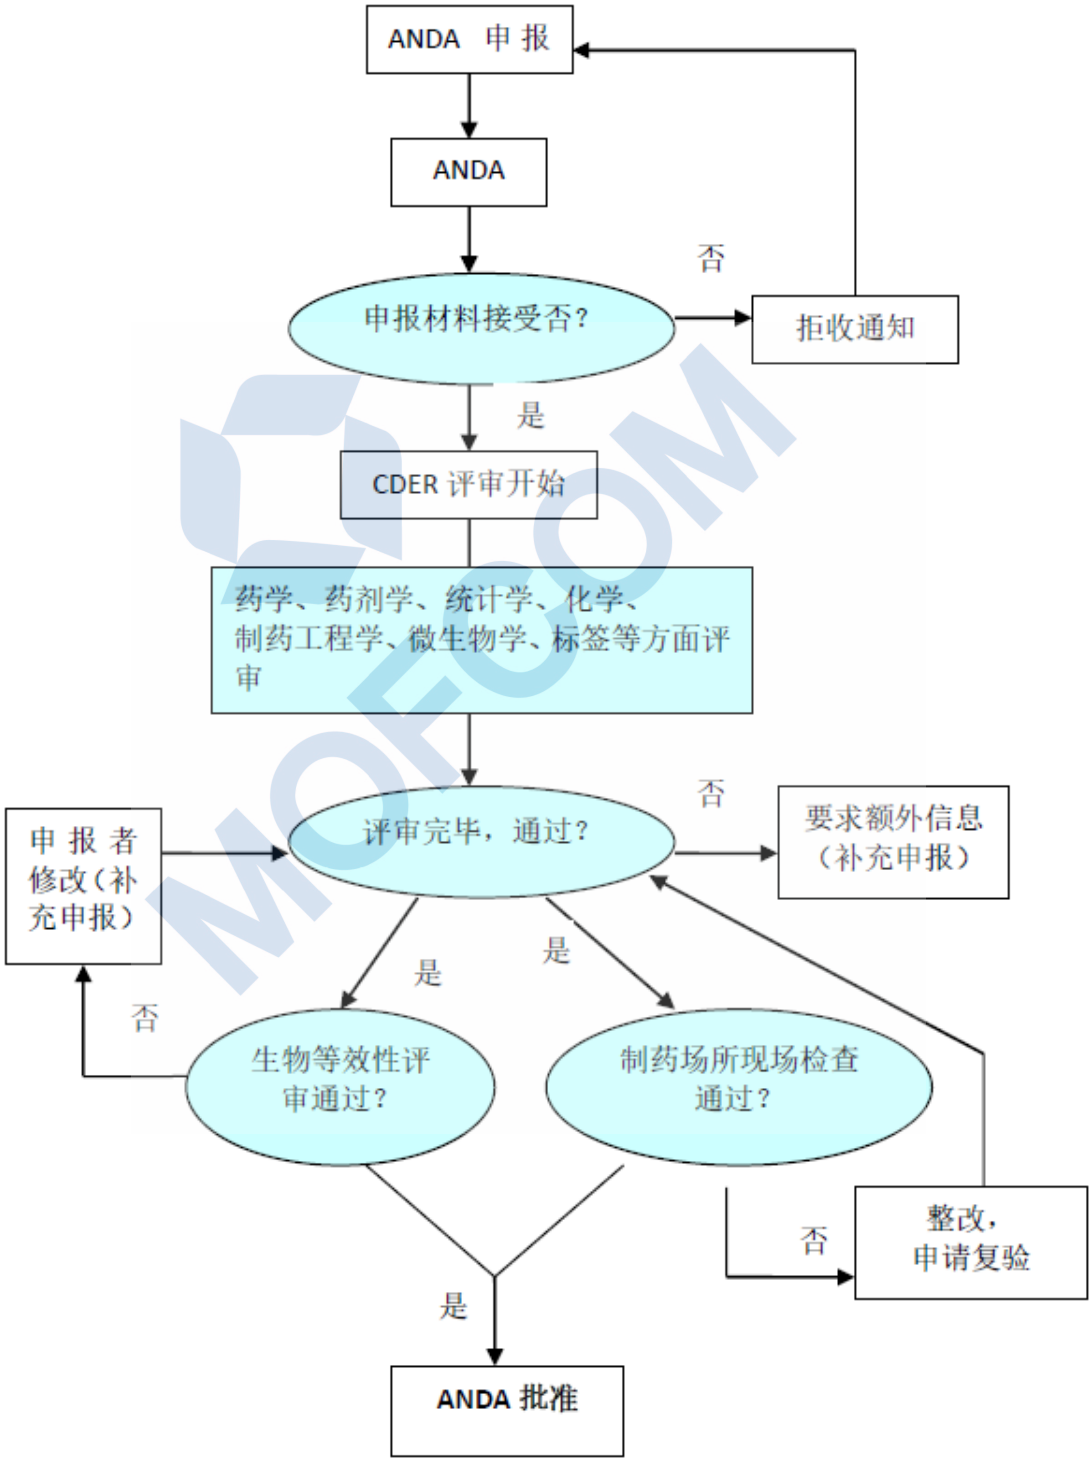 ANDA 申 报
ANDA
否
申报材料接受否？
拒收通知
是
CDER 评审开始
药学、药剂学、统计学、化学、
制药工程学、微生物学、标签等方面评
审
否
申 报 者
修改（补
充申报）
评审完毕，通过？
要求额外信息
（补充申报）
是
是
否
生物等效性评
审通过？
制药场所现场检查
通过？
否
整改，
申请复验
是
ANDA 批准
MOFCOM